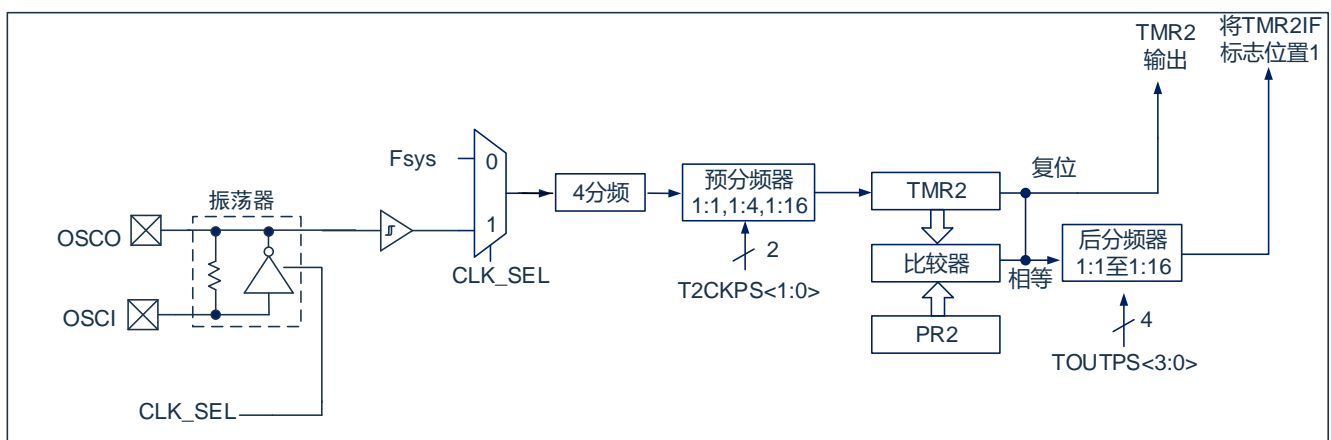 TMR2
输出
将TMR2IF
标志位置1
Fsys
0
1
CLK_SEL
4分频
预分频器
1:1,1:4,1:16
2
T2CKPS<1:0>
TMR2
复位
比较器
相等
PR2
后分频器
1:1至1:16
4
TOUTPS<3:0>
振荡器
OSCO
OSCI
CLK_SEL